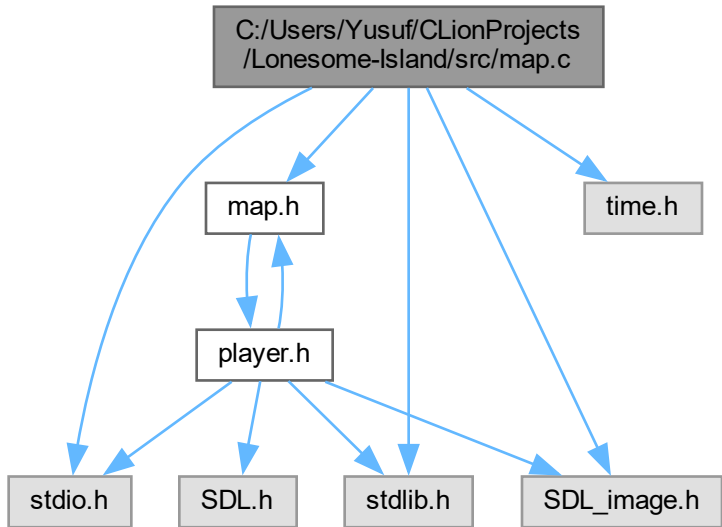 C:/Users/Yusuf/CLionProjects
/Lonesome-Island/src/map.c
map.h
time.h
player.h
stdio.h
SDL.h
stdlib.h
SDL_image.h